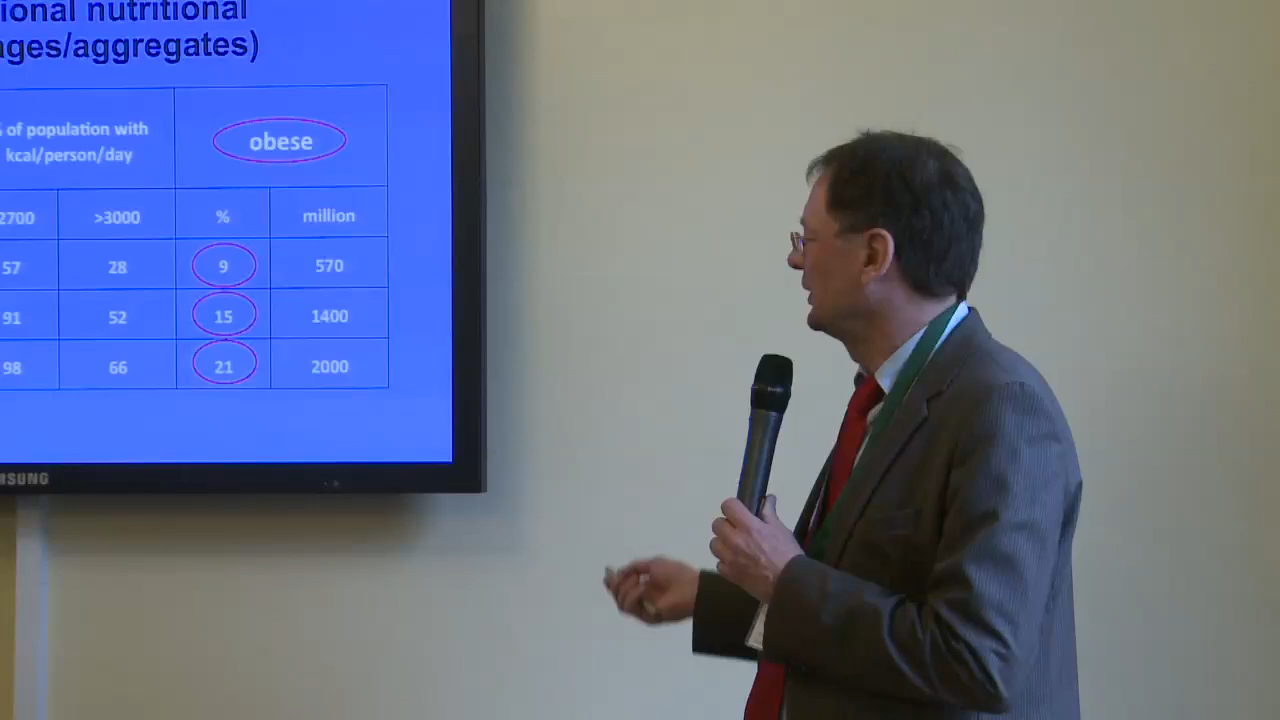 ional nutritional
ages/aggregates)
of population with
kcal/person/day
obese
2700 >3000 % million
57 28 9 570
91 52 15 1400
98 66 21 2000
MSUNG